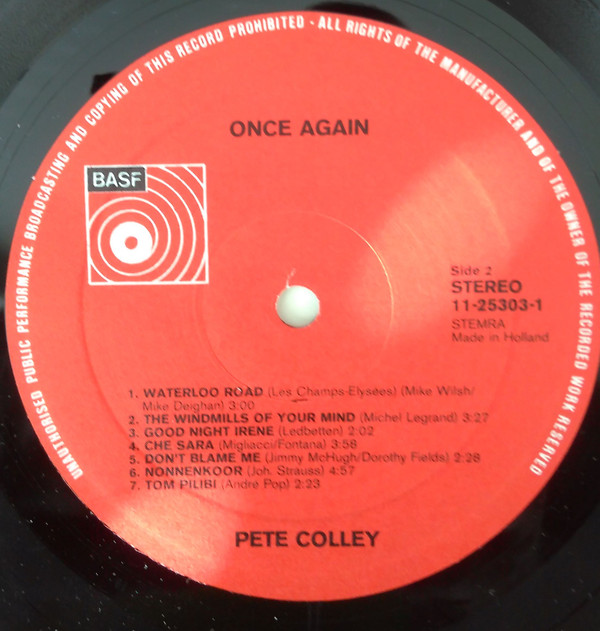 UNAUTHORISED PUBLIC PERFORMANCE BROADCASTING AND COPYING OF THIS RECORD PROHIBITED · ALL RIGHTS OF THE MANUFACTURER AND OF THE OWNER OF THE RECORDED WORK RESERVED
ONCE AGAIN
BASF
Side 2
STEREO
11-25303-1
STEMRA
Made in Holland
1. WATERLOO ROAD (Les Champs-Elysées) (Mike Wilsh/
Mike Deighan) 3:00
2. THE WINDMILLS OF YOUR MIND (Michel Legrand) 3:27
3. GOOD NIGHT IRENE (Ledbetten) 2:02
4. CHE SARA (Migliacci/Fontana) 3:58
5. DON'T BLAME ME (Jimmy McHugh/Dorothy Fields) 2:28
6. NONNENKOOR (Joh. Strauss) 4:57
7. TOM PILIBI (André Pop) 2:23
PETE COLLEY